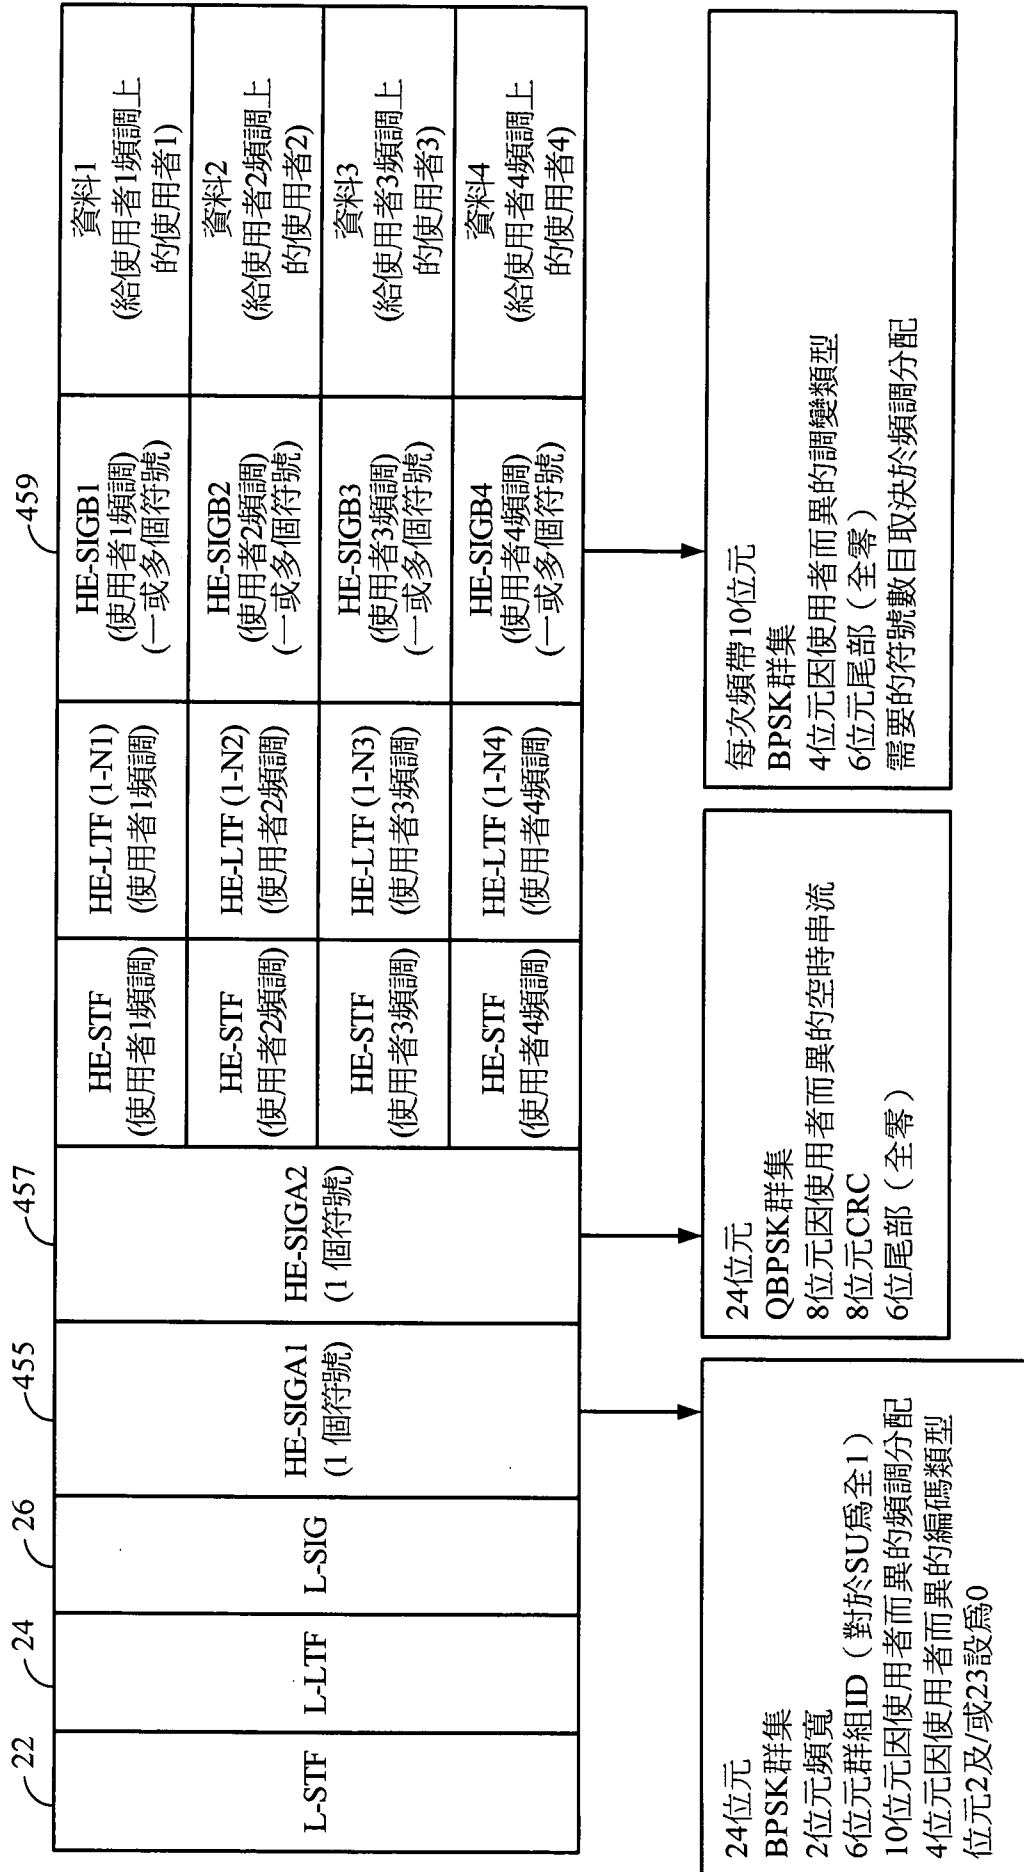 22
24
26
455
457
459
L-STF
L-LTF
L-SIG
HE-SIGA1
(1 個符號)
HE-SIGA2
(1 個符號)
HE-STF
(使用者1頻調)
HE-LTF (1-N1)
(使用者1頻調)
HE-SIGB1
(使用者1頻調)
(一或多個符號)
資料1
(給使用者1頻調上
的使用者1)
HE-STF
(使用者2頻調)
HE-LTF (1-N2)
(使用者2頻調)
HE-SIGB2
(使用者2頻調)
(一或多個符號)
資料2
(給使用者2頻調上
的使用者2)
HE-STF
(使用者3頻調)
HE-LTF (1-N3)
(使用者3頻調)
HE-SIGB3
(使用者3頻調)
(一或多個符號)
資料3
(給使用者3頻調上
的使用者3)
HE-STF
(使用者4頻調)
HE-LTF (1-N4)
(使用者4頻調)
HE-SIGB4
(使用者4頻調)
(一或多個符號)
資料4
(給使用者4頻調上
的使用者4)
24位元
BPSK群集
2位元頻寬
6位元群組ID（對於SU爲全1）
10位元因使用者而異的頻調分配
4位元因使用者而異的編碼類型
位元2及/或23設爲0
24位元
QBPSK群集
8位元因使用者而異的空時串流
8位元CRC
6位尾部（全零）
每次頻帶10位元
BPSK群集
4位元因使用者而異的調變類型
6位元尾部（全零）
需要的符號數目取決於頻調分配